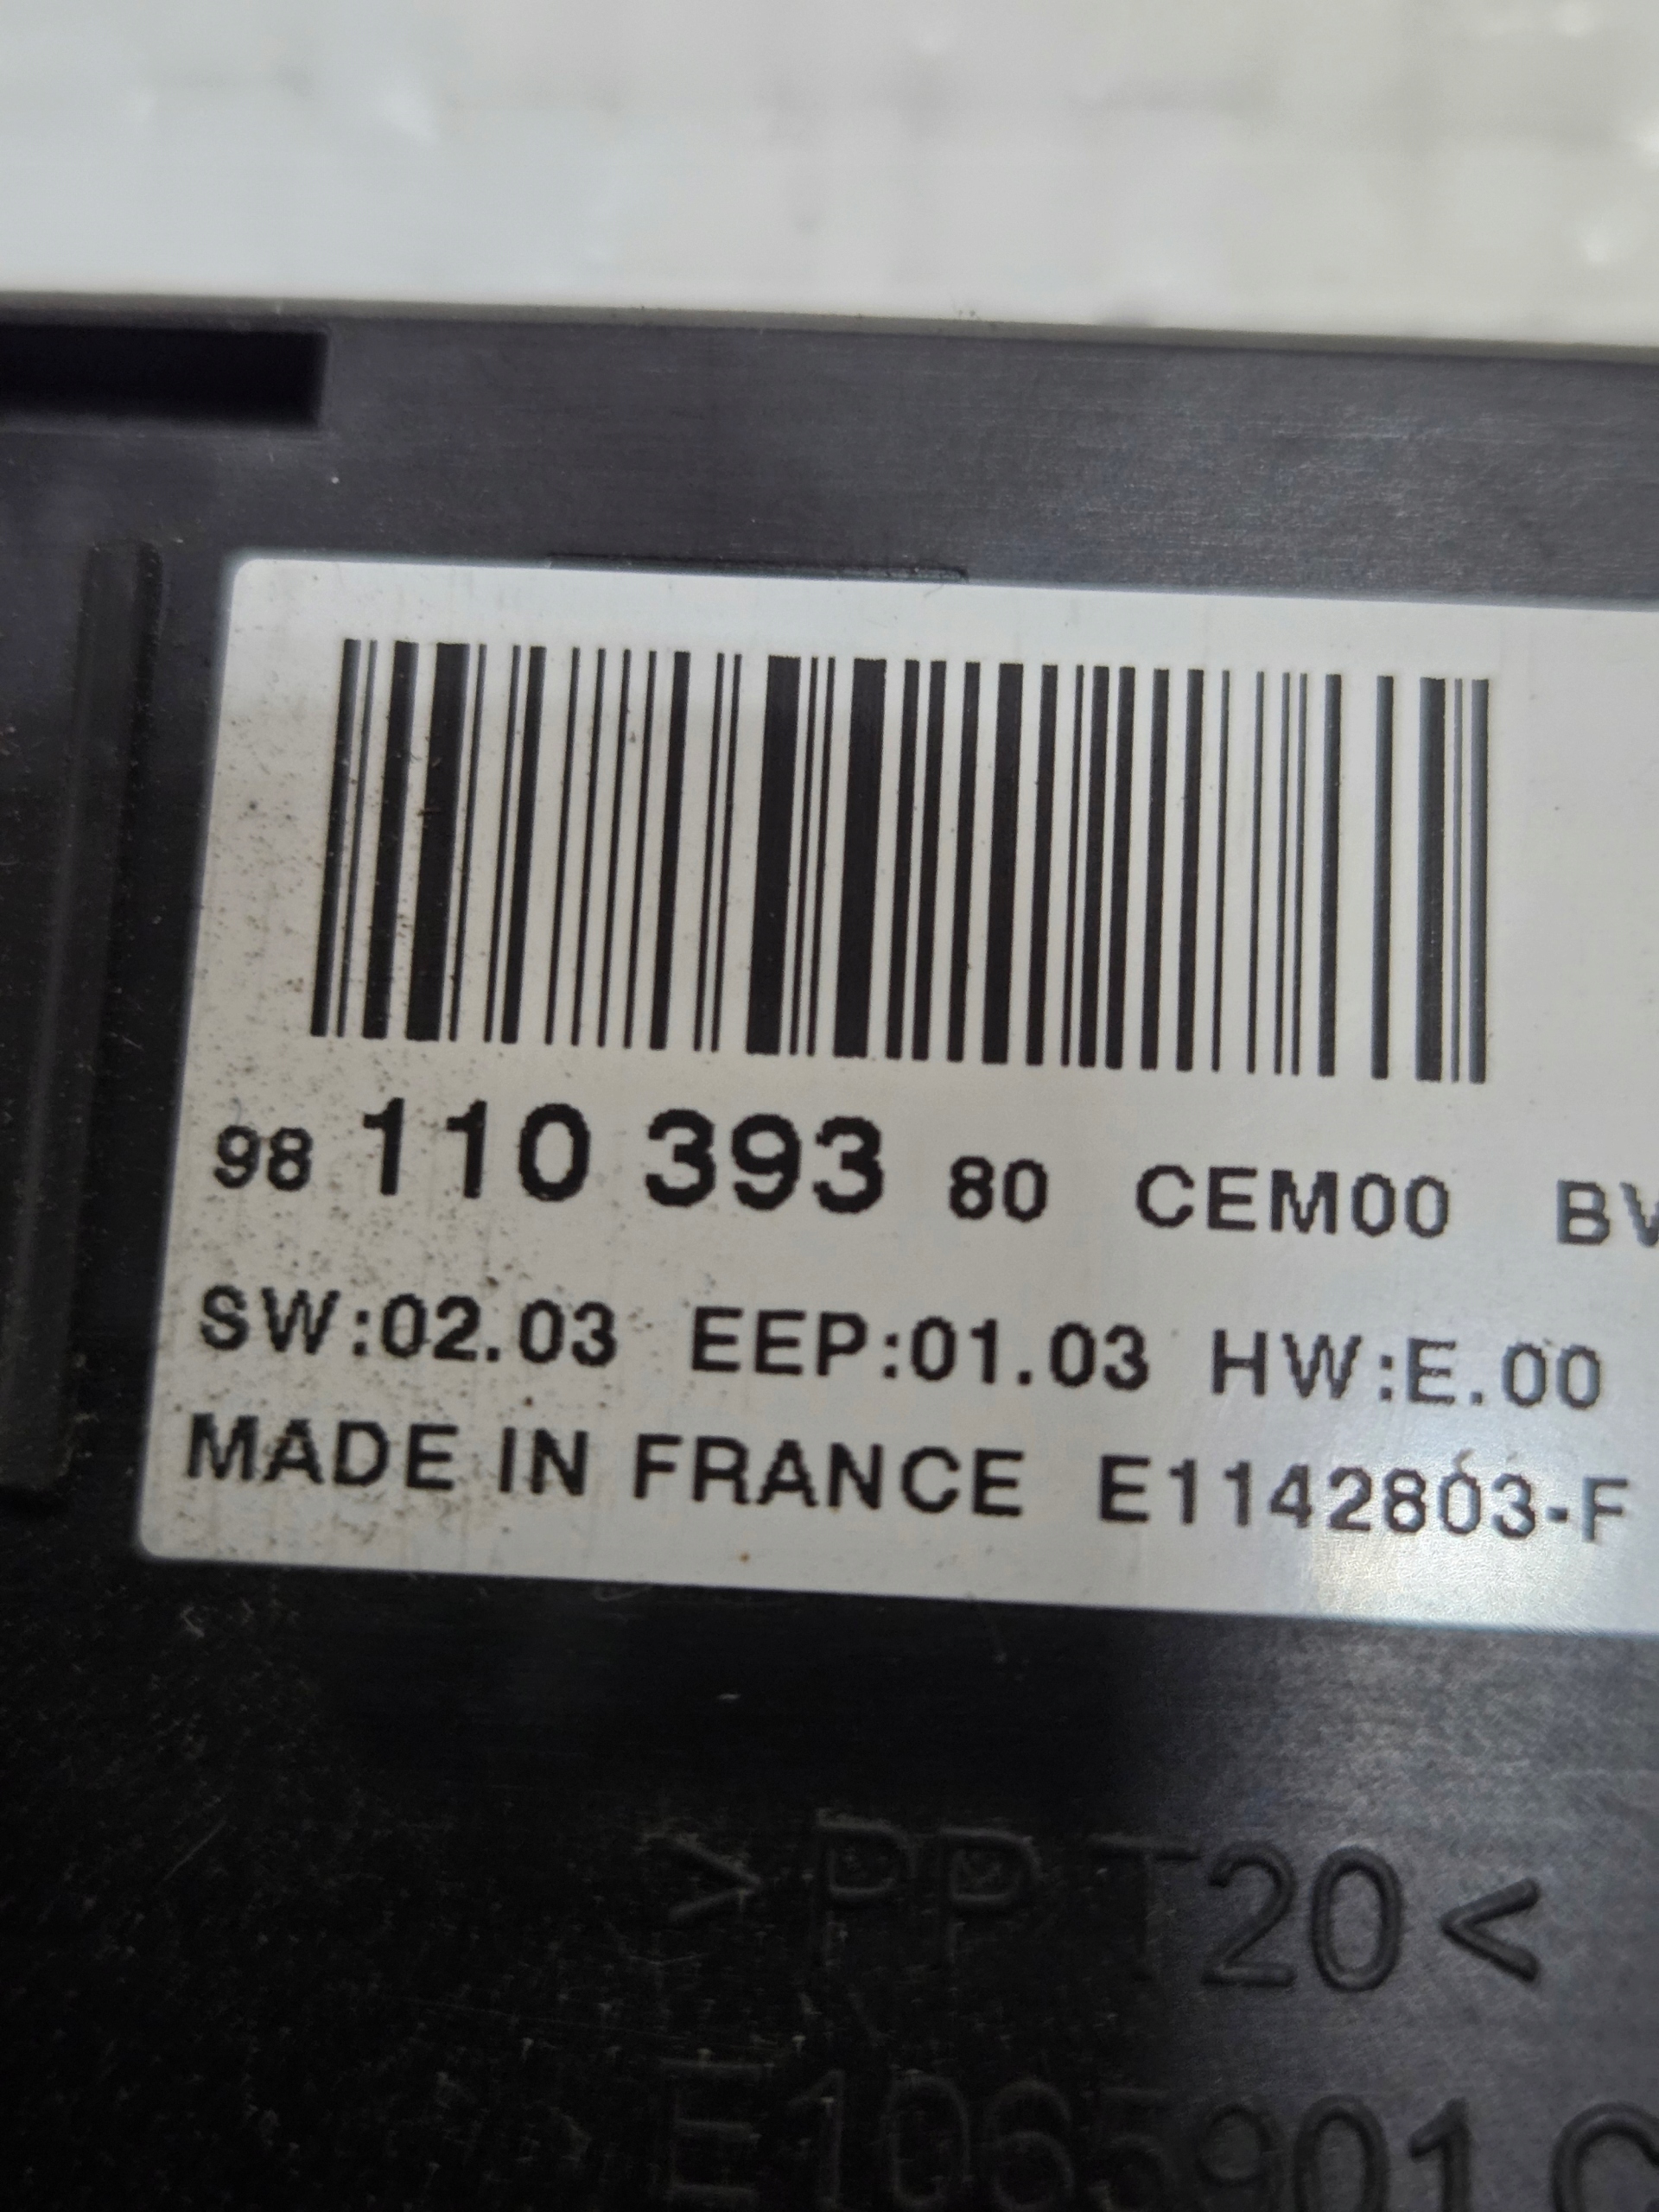 98 110 393 80 CEM00 BV
SW:02.03 EEP:01.03 HW:E.00
MADE IN FRANCE E1142803-F
>PP T20<
E1065901